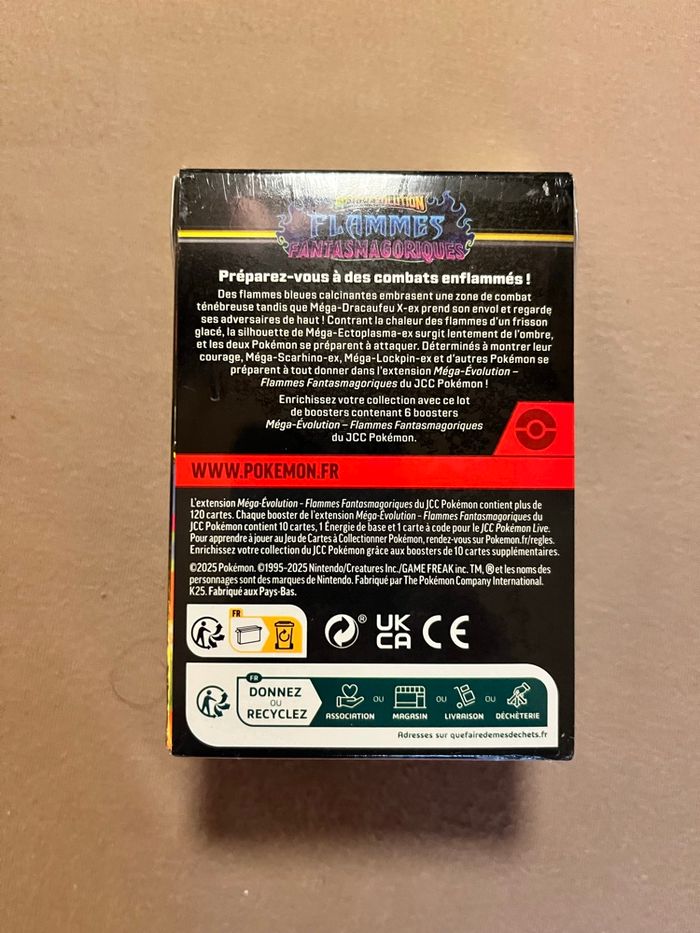 FLAMMES
FANTASMAGORIQUES
Préparez-vous à des combats enflammés !
Des flammes bleues calcinantes embrasent une zone de combat
ténébreuse tandis que Méga-Dracaufeu X-ex prend son envol et regarde
ses adversaires de haut ! Contrant la chaleur des flammes d'un frisson
glacé, la silhouette de Méga-Ectoplasma-ex surgit lentement de l'ombre,
et les deux Pokémon se préparent à attaquer. Déterminés à montrer leur
courage, Méga-Scarhino-ex, Méga-Lockpin-ex et d'autres Pokémon se
préparent à tout donner dans l'extension Méga-Évolution –
Flammes Fantasmagoriques du JCC Pokémon !
Enrichissez votre collection avec ce lot
de boosters contenant 6 boosters
Méga-Évolution – Flammes Fantasmagoriques
du JCC Pokémon.
WWW.POKEMON.FR
L'extension Méga-Évolution - Flammes Fantasmagoriques du JCC Pokémon contient plus de
120 cartes. Chaque booster de l'extension Méga-Évolution – Flammes Fantasmagoriques du
JCC Pokémon contient 10 cartes, 1 Énergie de base et 1 carte à code pour le JCC Pokémon Live.
Pour apprendre à jouer au Jeu de Cartes à Collectionner Pokémon, rendez-vous sur Pokemon.fr/regles.
Enrichissez votre collection du JCC Pokémon grâce aux boosters de 10 cartes supplémentaires.
©2025 Pokémon. ©1995-2025 Nintendo/Creatures Inc./GAME FREAK inc. TM, ® et les noms des
personnages sont des marques de Nintendo. Fabriqué par The Pokémon Company International.
K25. Fabriqué aux Pays-Bas.
FR
®
UK
CA
CE
FR
DONNEZ
OU
RECYCLEZ
ASSOCIATION OU MAGASIN OU LIVRAISON OU DÉCHÈTERIE
Adresses sur quefairedemesdechets.fr